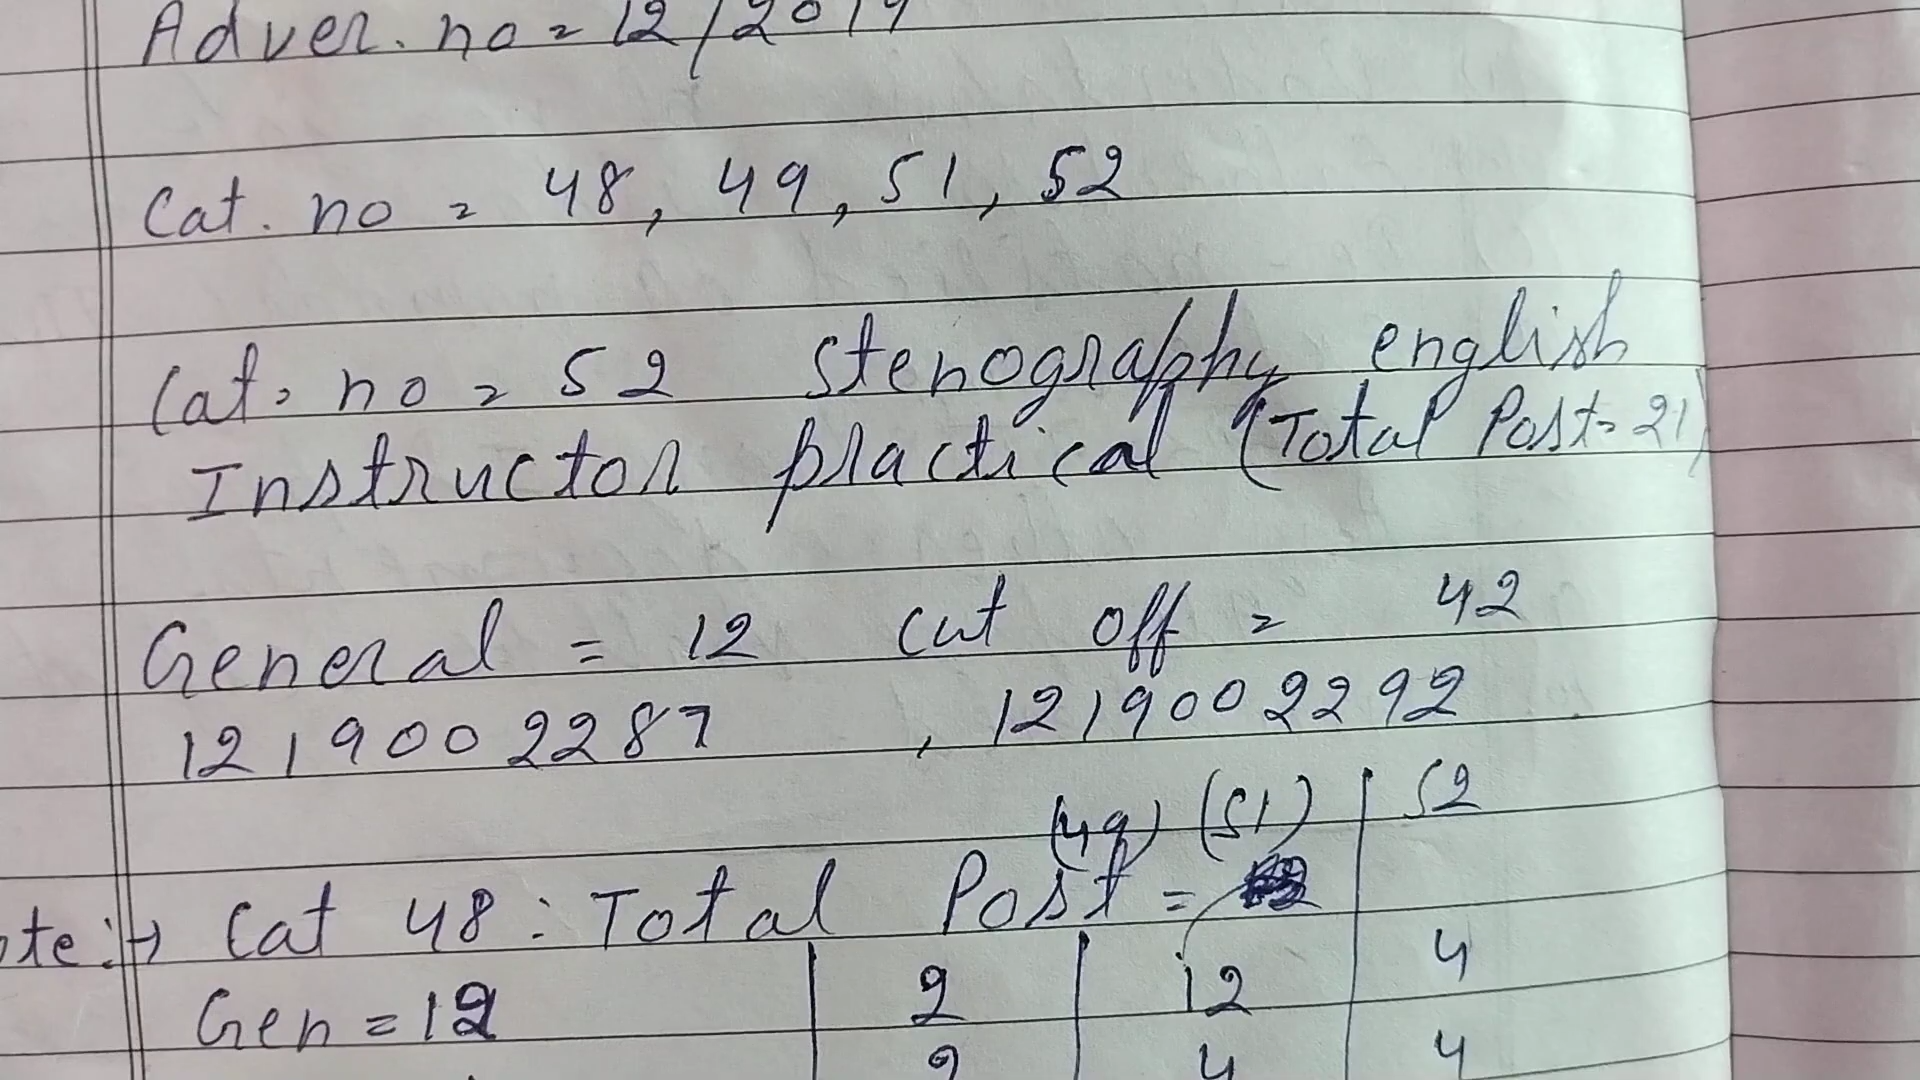 Adver. no = 12/2019
Cat. no = 48, 49, 51, 52
Cat. no = 52 Stenography english
Instructor practical (Total Post = 21)
General = 12 cut off = 42
1219002287, 1219002292
(49) (51) 52
Cat 48 : Total Post =
Gen = 12 2 12 4
2 4 4